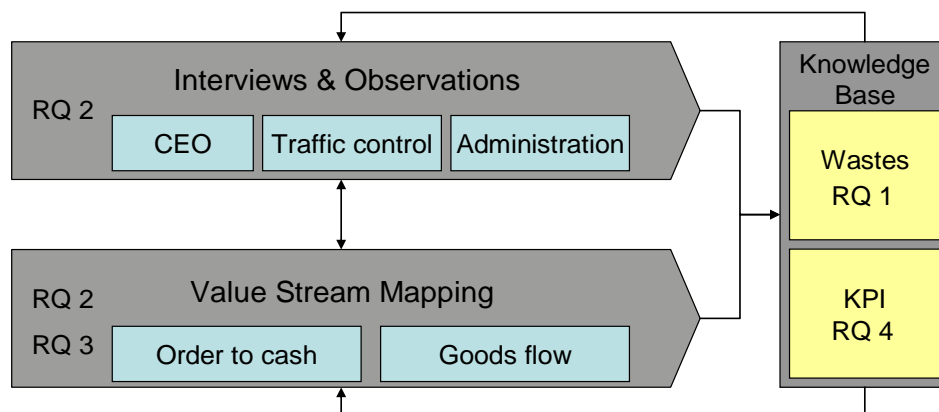 Interviews & Observations
RQ 2
CEO
Traffic control
Administration
Value Stream Mapping
RQ 2
RQ 3
Order to cash
Goods flow
Knowledge
Base
Wastes
RQ 1
KPI
RQ 4